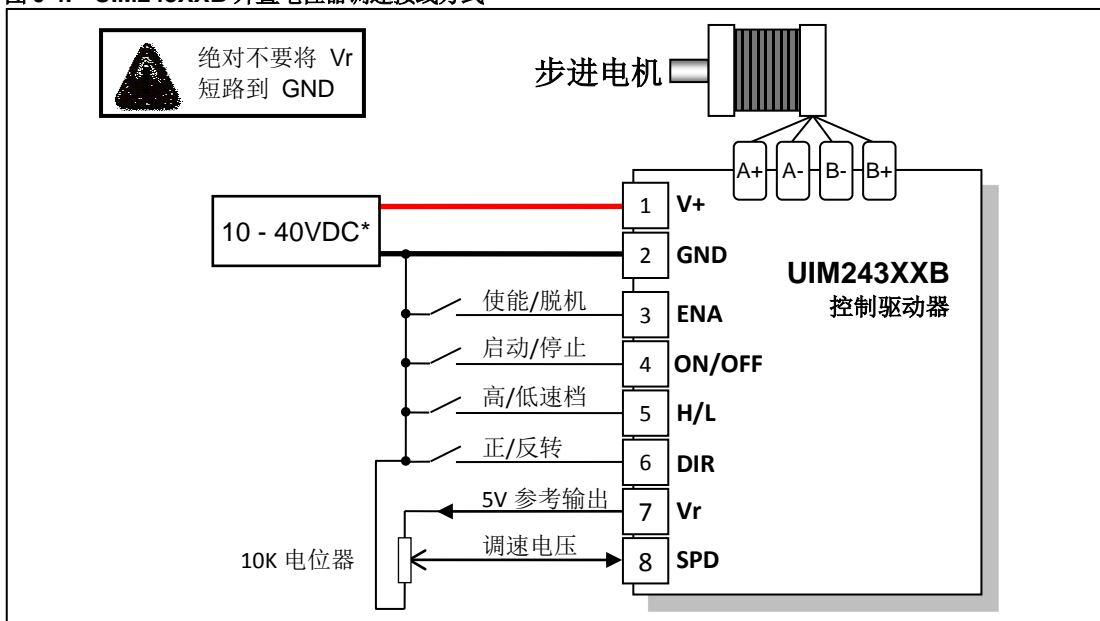 绝对不要将 Vr
短路到 GND
步进电机
A+ A- B- B+
10 - 40VDC*
1 V+
2 GND
UIM243XXB
控制驱动器
使能/脱机 3 ENA
启动/停止 4 ON/OFF
高/低速档 5 H/L
正/反转 6 DIR
5V 参考输出 7 Vr
10K 电位器
调速电压 8 SPD